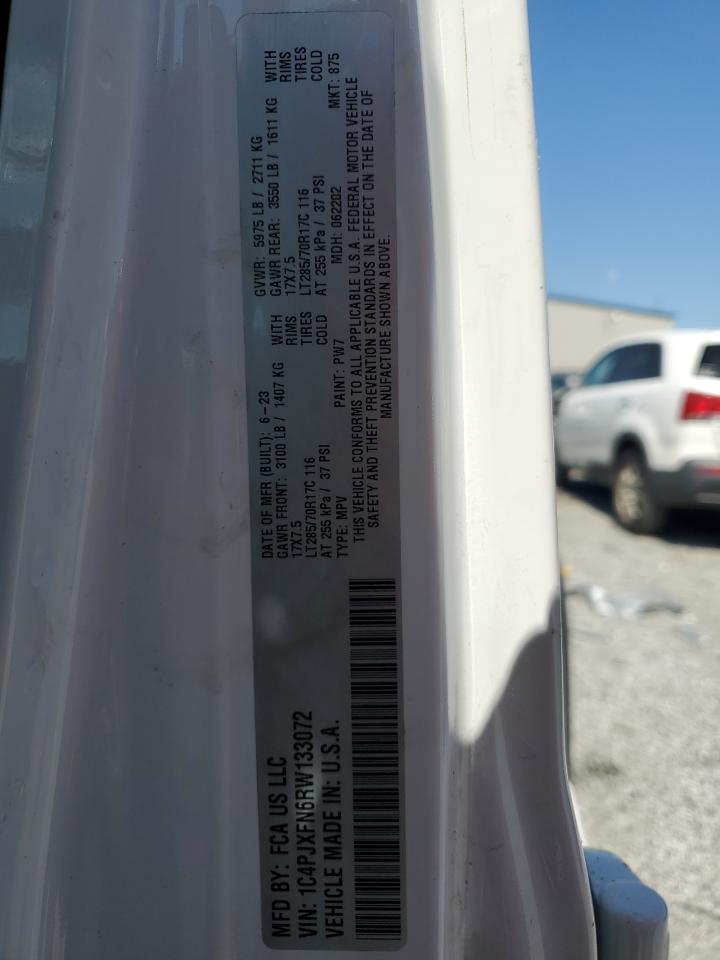 MFD BY: FCA US LLC
DATE OF MFR (BUILT): 6-23
GVWR: 5975 LB / 2711 KG
GAWR FRONT: 3100 LB / 1407 KG WITH
GAWR REAR: 3550 LB / 1611 KG WITH
17X7.5 RIMS
17X7.5 RIMS
LT285/70R17C 116 TIRES
LT285/70R17C 116 TIRES
AT 255 kPa / 37 PSI COLD
AT 255 kPa / 37 PSI COLD
VIN: 1C4PJXFN6RW133072
TYPE: MPV PAINT: PW7 MDH: 062202 MKT: 875
VEHICLE MADE IN: U.S.A.
THIS VEHICLE CONFORMS TO ALL APPLICABLE U.S.A. FEDERAL MOTOR VEHICLE
SAFETY AND THEFT PREVENTION STANDARDS IN EFFECT ON THE DATE OF
MANUFACTURE SHOWN ABOVE.